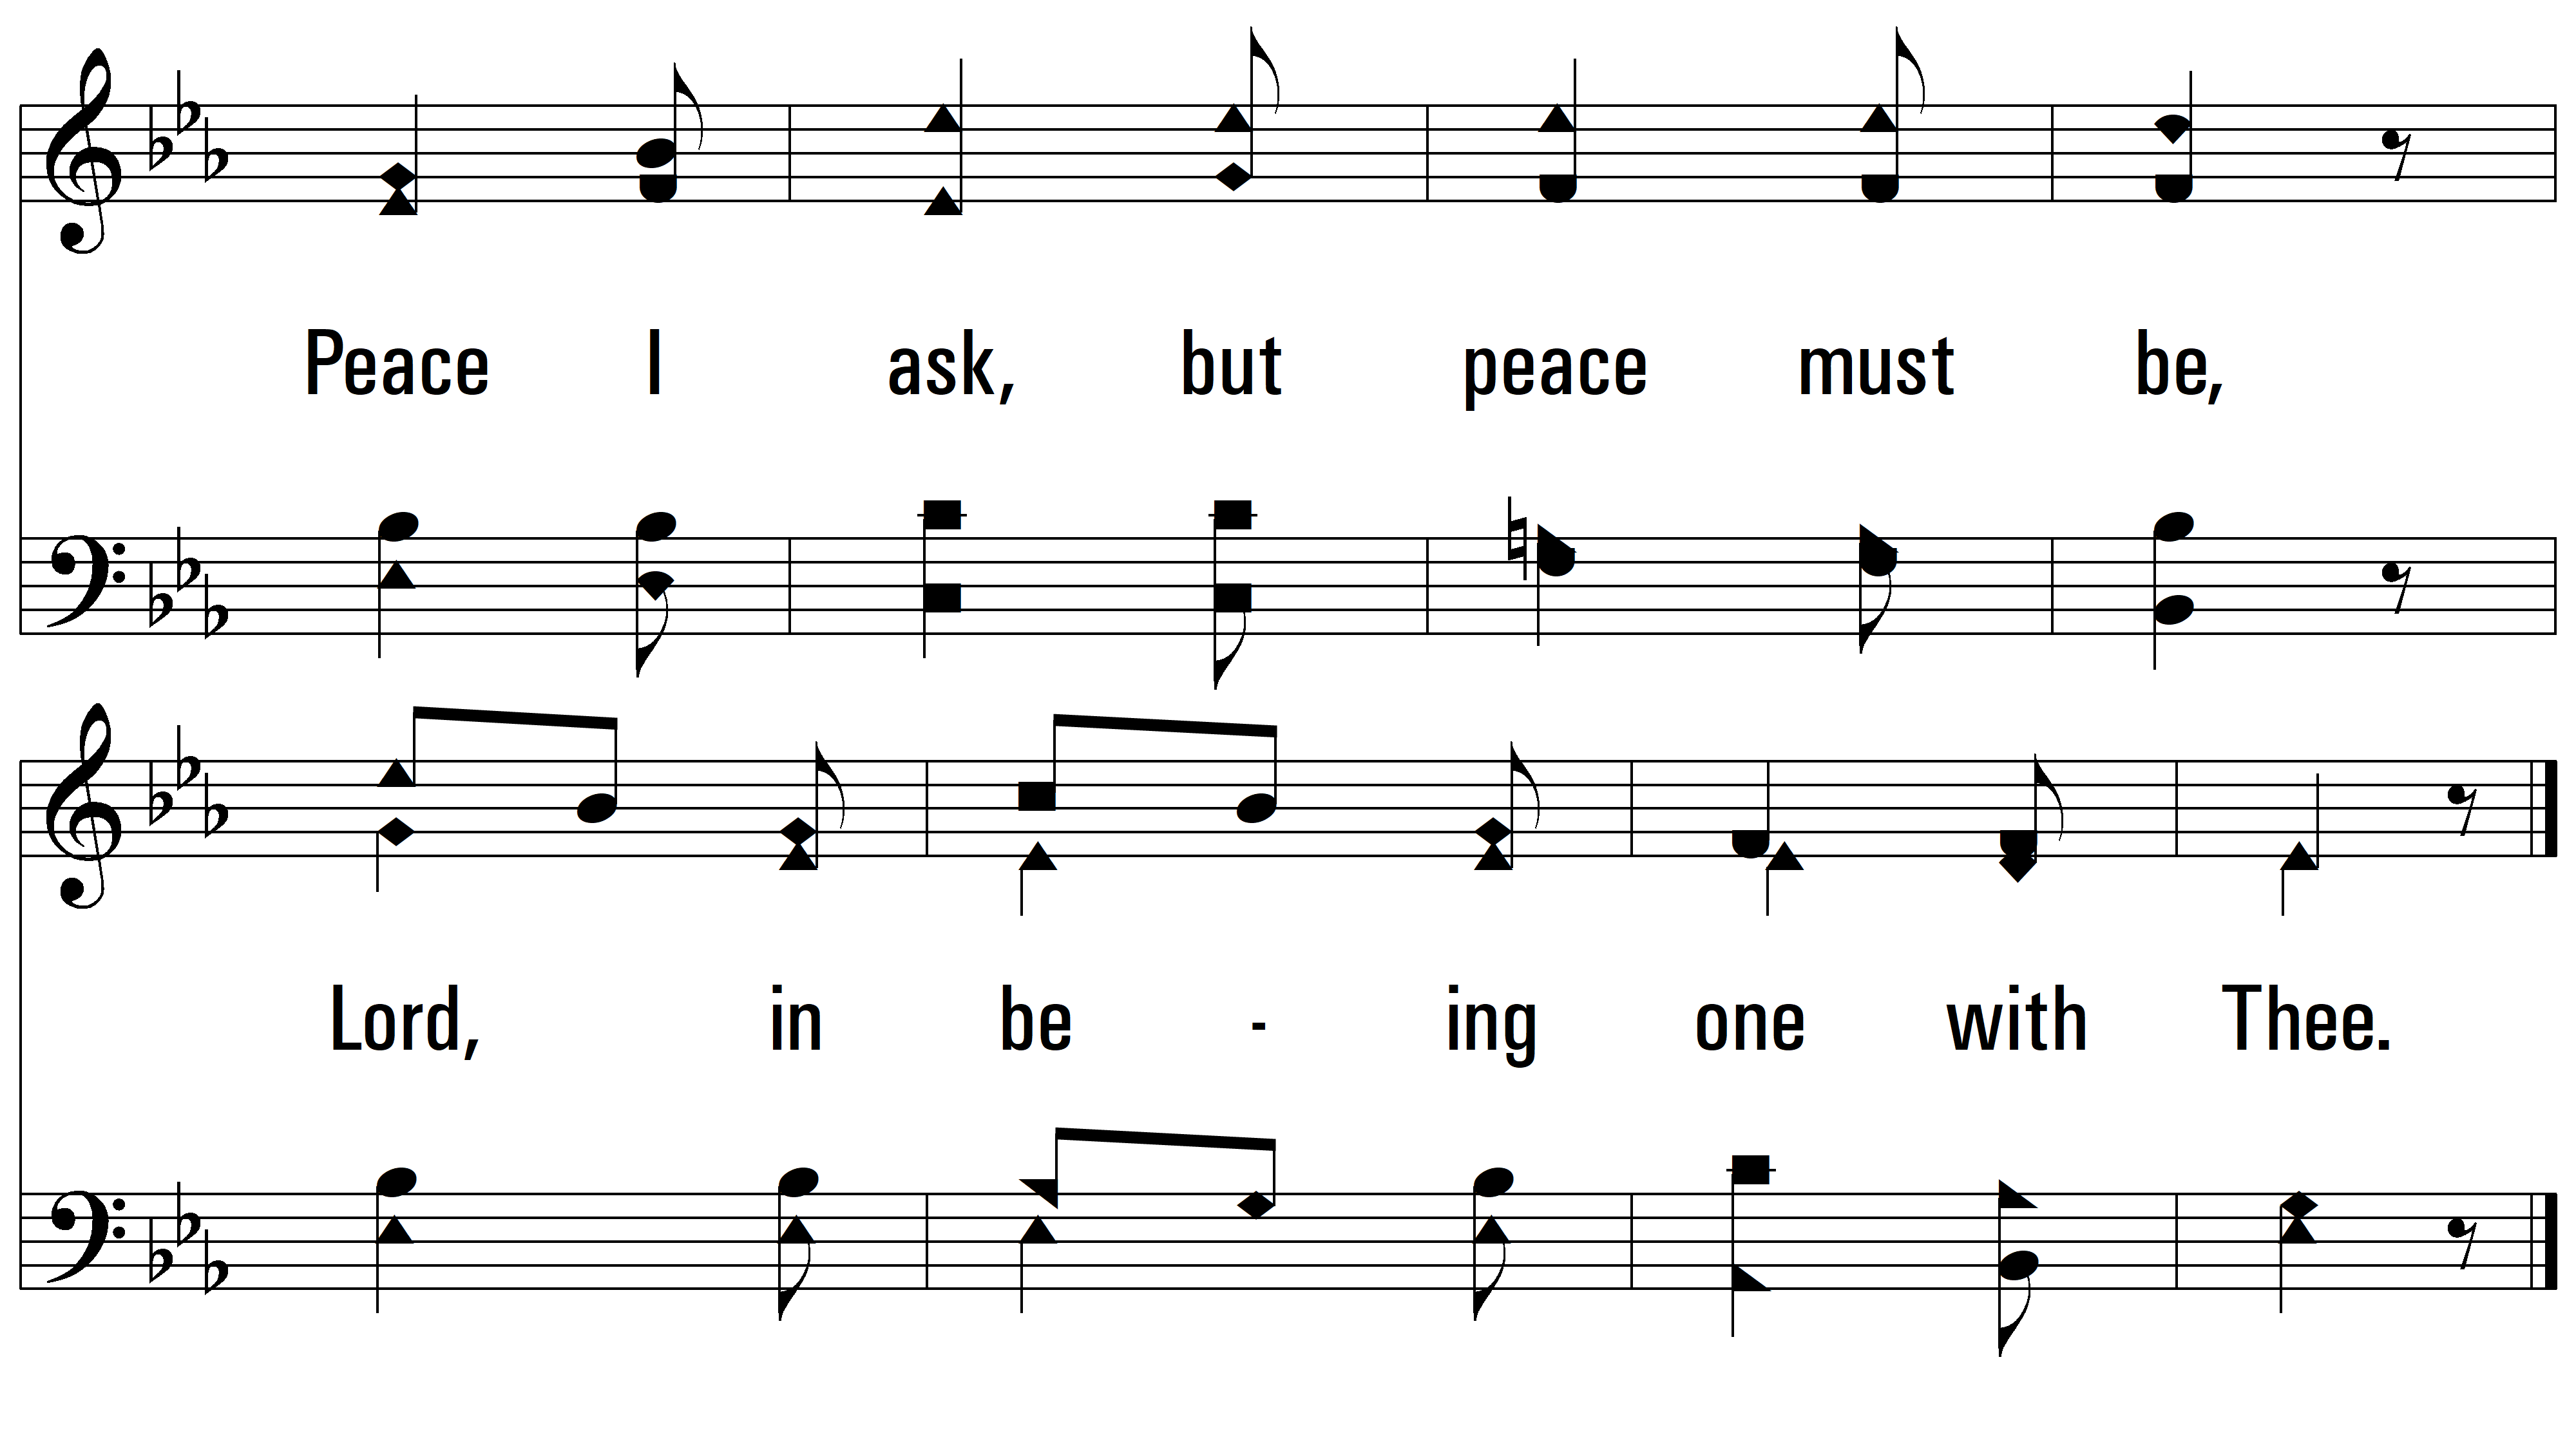 Peace I ask, but peace must be,
Lord, in be - ing one with Thee.